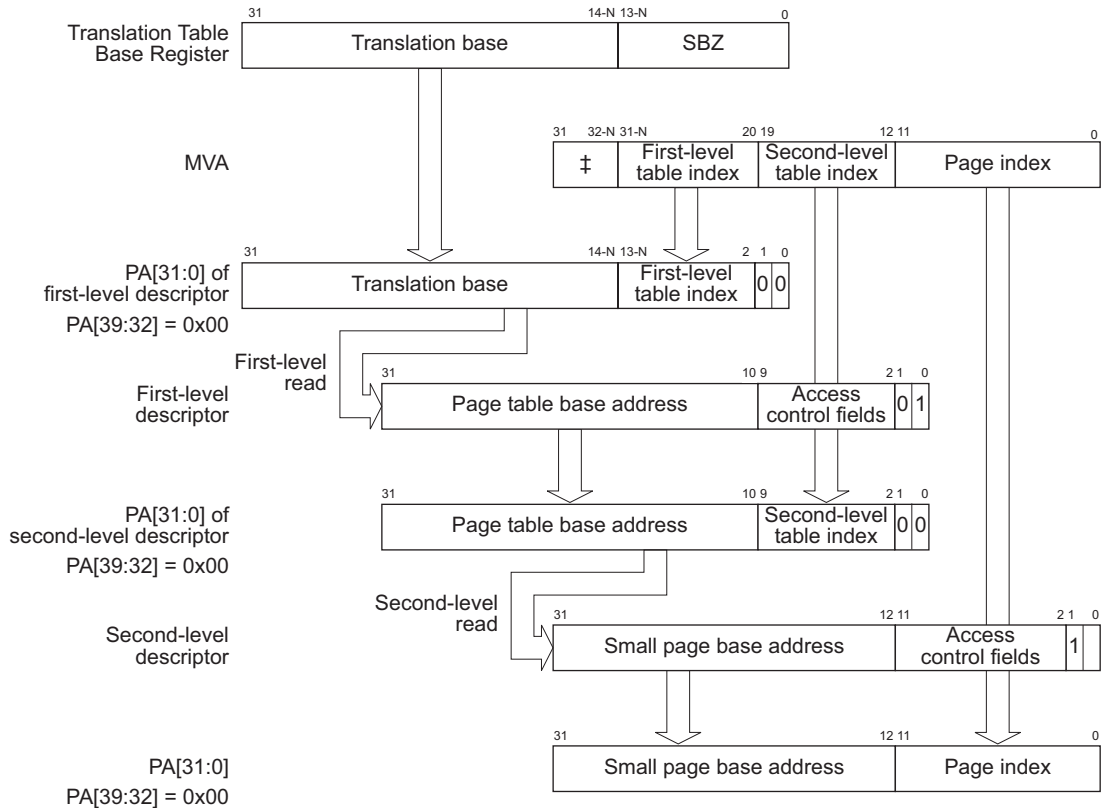 31 14-N 13-N 0
Translation Table
Base Register
Translation base SBZ
31 32-N 31-N 20 19 12 11 0
MVA
‡ First-level
table index Second-level
table index Page index
31 14-N 13-N 2 1 0
PA[31:0] of
first-level descriptor
PA[39:32] = 0x00
Translation base First-level
table index 0 0
First-level
read
31 10 9 2 1 0
First-level
descriptor
Page table base address Access
control fields 0 1
31 10 9 2 1 0
PA[31:0] of
second-level descriptor
PA[39:32] = 0x00
Page table base address Second-level
table index 0 0
Second-level
read
31 12 11 2 1 0
Second-level
descriptor
Small page base address Access
control fields 1
31 12 11 0
PA[31:0]
PA[39:32] = 0x00
Small page base address Page index